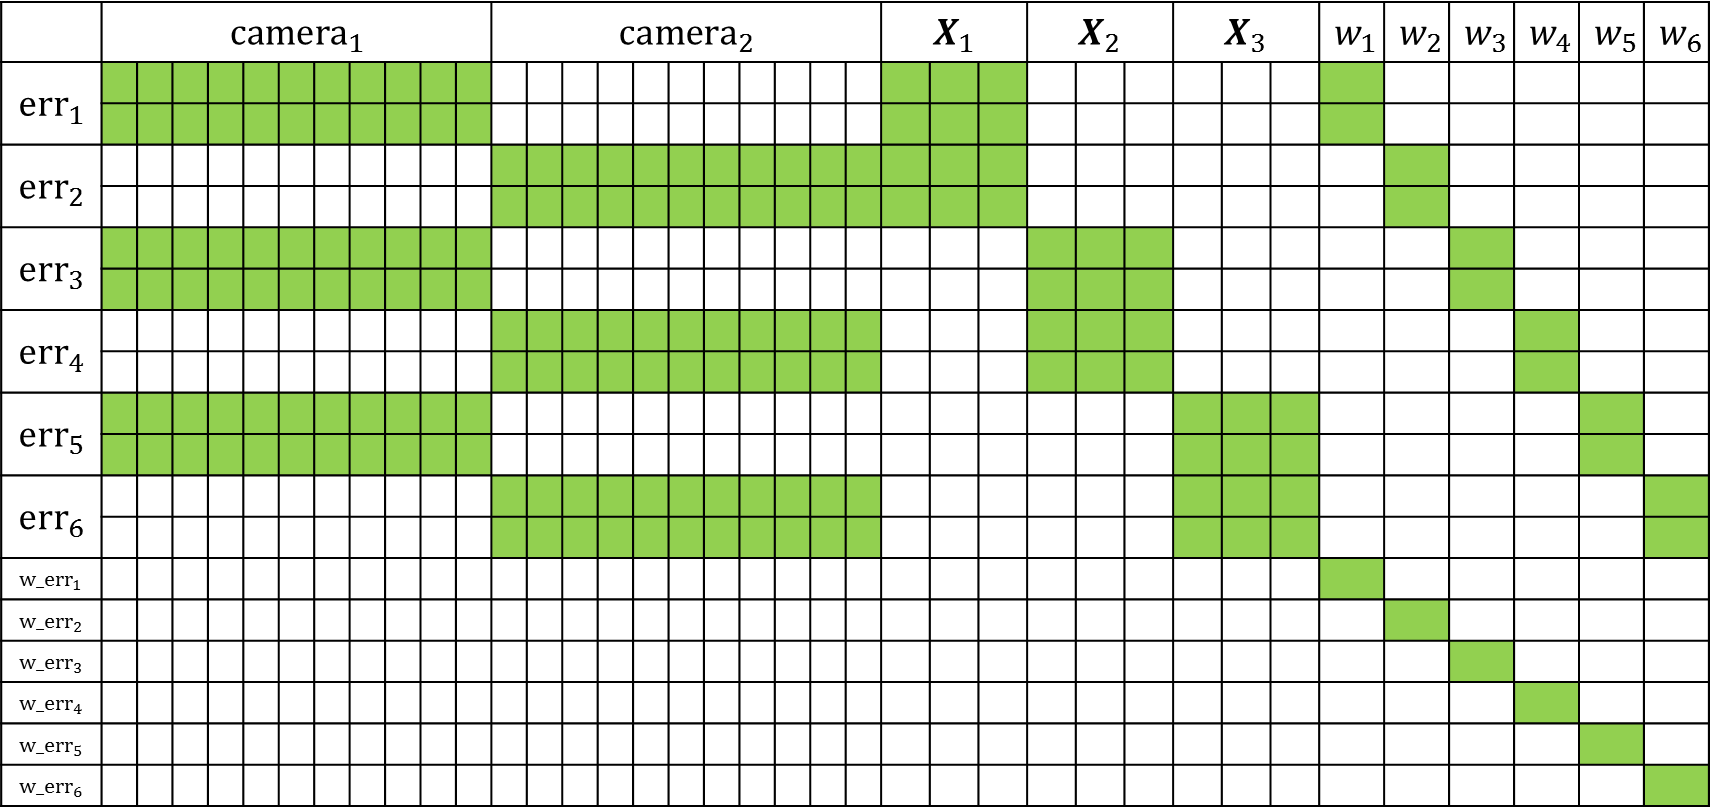 camera₁ camera₂ X₁ X₂ X₃ w₁ w₂ w₃ w₄ w₅ w₆
err₁
err₂
err₃
err₄
err₅
err₆
w_err₁
w_err₂
w_err₃
w_err₄
w_err₅
w_err₆